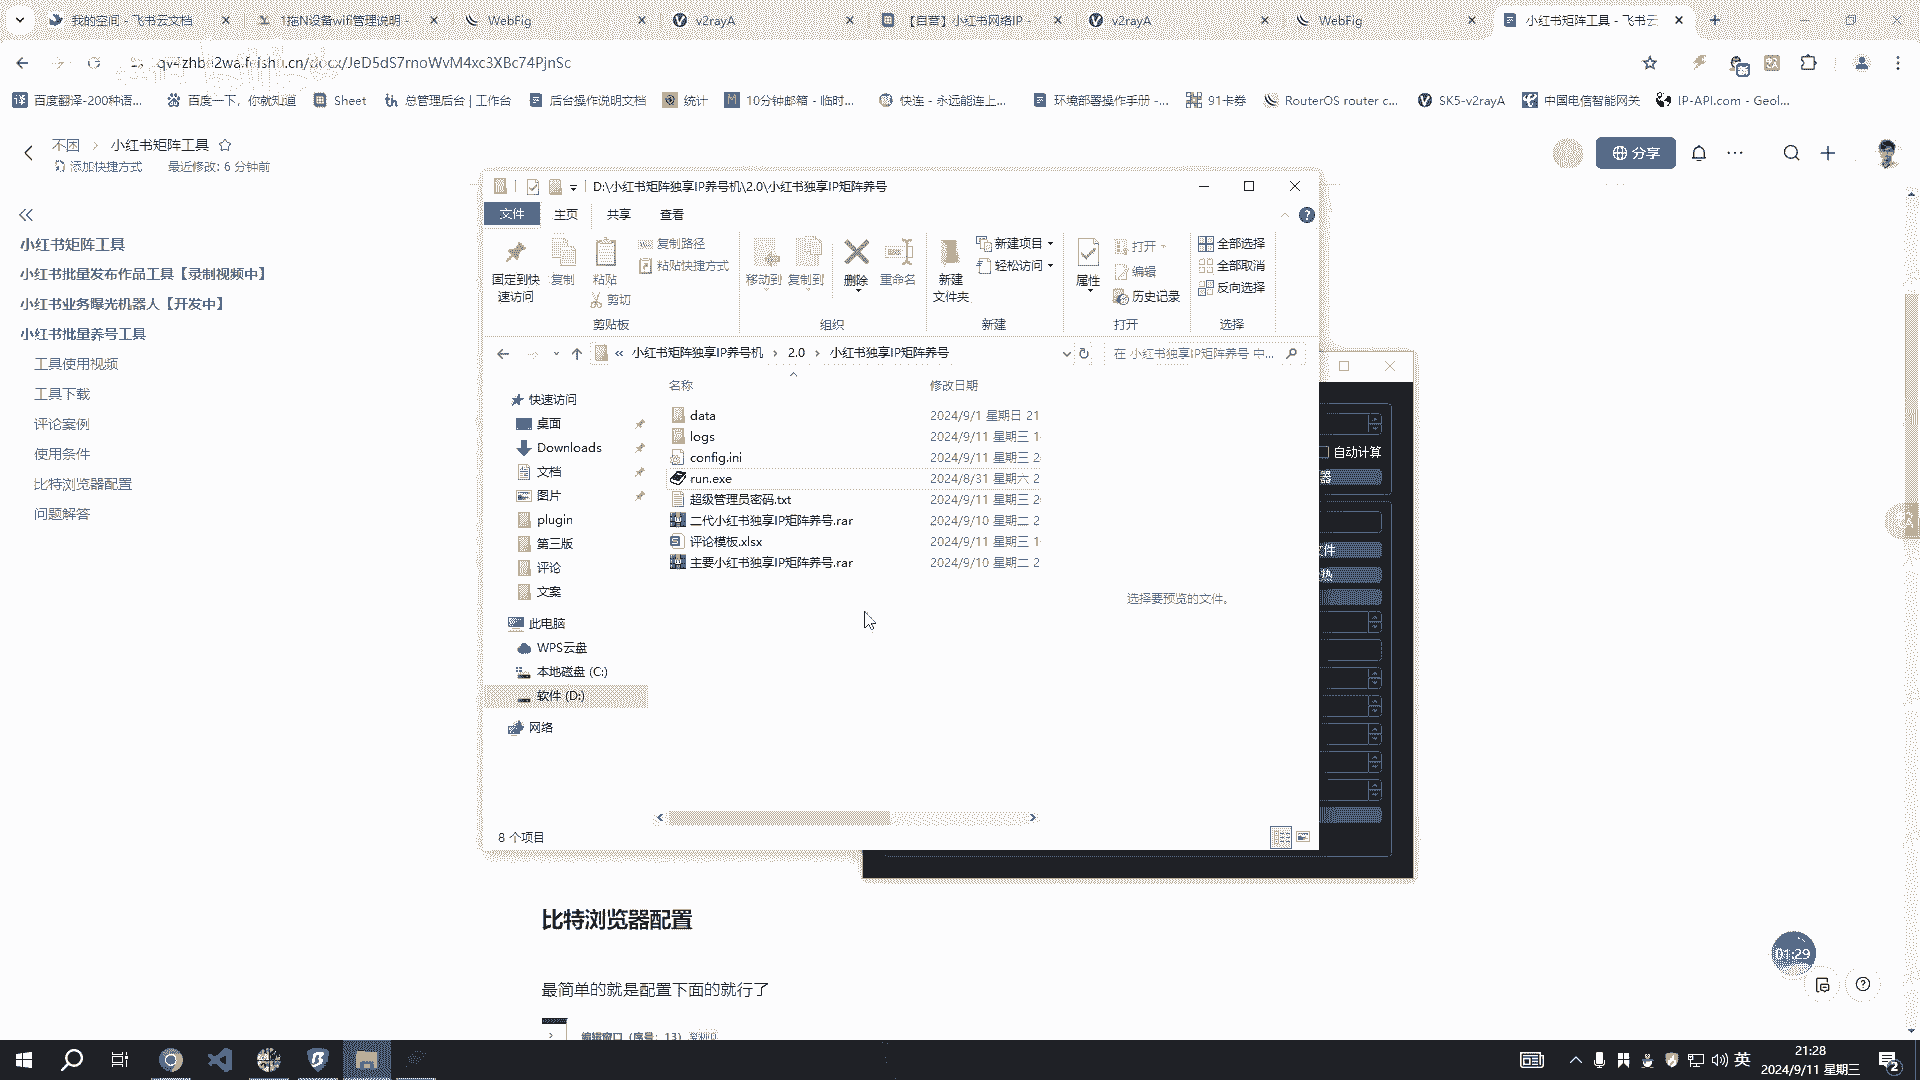 我的空间 - 飞书云文档
1拖N设备wifi管理说明 -
WebFig
v2rayA
【自营】小红书网络IP -
v2rayA
WebFig
小红书矩阵工具 - 飞书云
百度翻译-200种语...
百度一下，你就知道
Sheet
总管理后台 | 工作台
后台操作说明文档
统计
10分钟邮箱 - 临时...
快连 - 永远能连上...
环境部署操作手册 -...
91卡券
RouterOS router c...
SK5-v2rayA
中国电信智能网关
IP-API.com - Geol...
不困
小红书矩阵工具
添加快捷方式
最近修改: 6 分钟前
分享
小红书矩阵工具
小红书批量发布作品工具【录制视频中】
小红书业务曝光机器人【开发中】
小红书批量养号工具
工具使用视频
工具下载
评论案例
使用条件
比特浏览器配置
问题解答
D:\小红书矩阵独享IP养号机\2.0\小红书独享IP矩阵养号
文件
主页
共享
查看
固定到快速访问
复制
粘贴
复制路径
粘贴快捷方式
剪切
剪贴板
移动到
复制到
删除
重命名
组织
新建
文件夹
新建项目
轻松访问
新建
属性
打开
编辑
历史记录
打开
全部选择
全部取消
反向选择
选择
« 小红书矩阵独享IP养号机 › 2.0 › 小红书独享IP矩阵养号
在 小红书独享IP矩阵养号 中...
快速访问
桌面
Downloads
文档
图片
plugin
第三版
评论
文案
此电脑
WPS云盘
本地磁盘 (C:)
软件 (D:)
网络
名称
修改日期
data
2024/9/1 星期日 21
logs
2024/9/11 星期三 1
config.ini
2024/9/11 星期三 2
run.exe
2024/8/31 星期六 2
超级管理员密码.txt
2024/9/11 星期三 2
二代小红书独享IP矩阵养号.rar
2024/9/10 星期二 2
评论模板.xlsx
2024/9/11 星期三 1
主要小红书独享IP矩阵养号.rar
2024/9/10 星期二 2
选择要预览的文件。
8 个项目
自动计算
器
文件
热
比特浏览器配置
最简单的就是配置下面的就行了
编辑窗口 (序号: 13)
01:29
英
21:28
2024/9/11 星期三
2